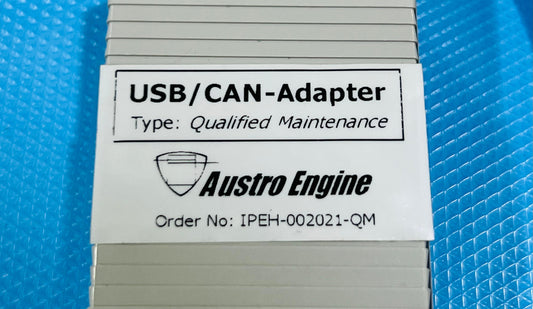 USB/CAN-Adapter
Type: Qualified Maintenance
Austro Engine
Order No: IPEH-002021-QM